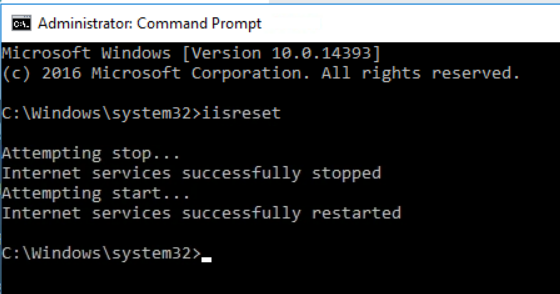 Administrator: Command Prompt
Microsoft Windows [Version 10.0.14393]
(c) 2016 Microsoft Corporation. All rights reserved.
C:\Windows\system32>iisreset
Attempting stop...
Internet services successfully stopped
Attempting start...
Internet services successfully restarted
C:\Windows\system32>